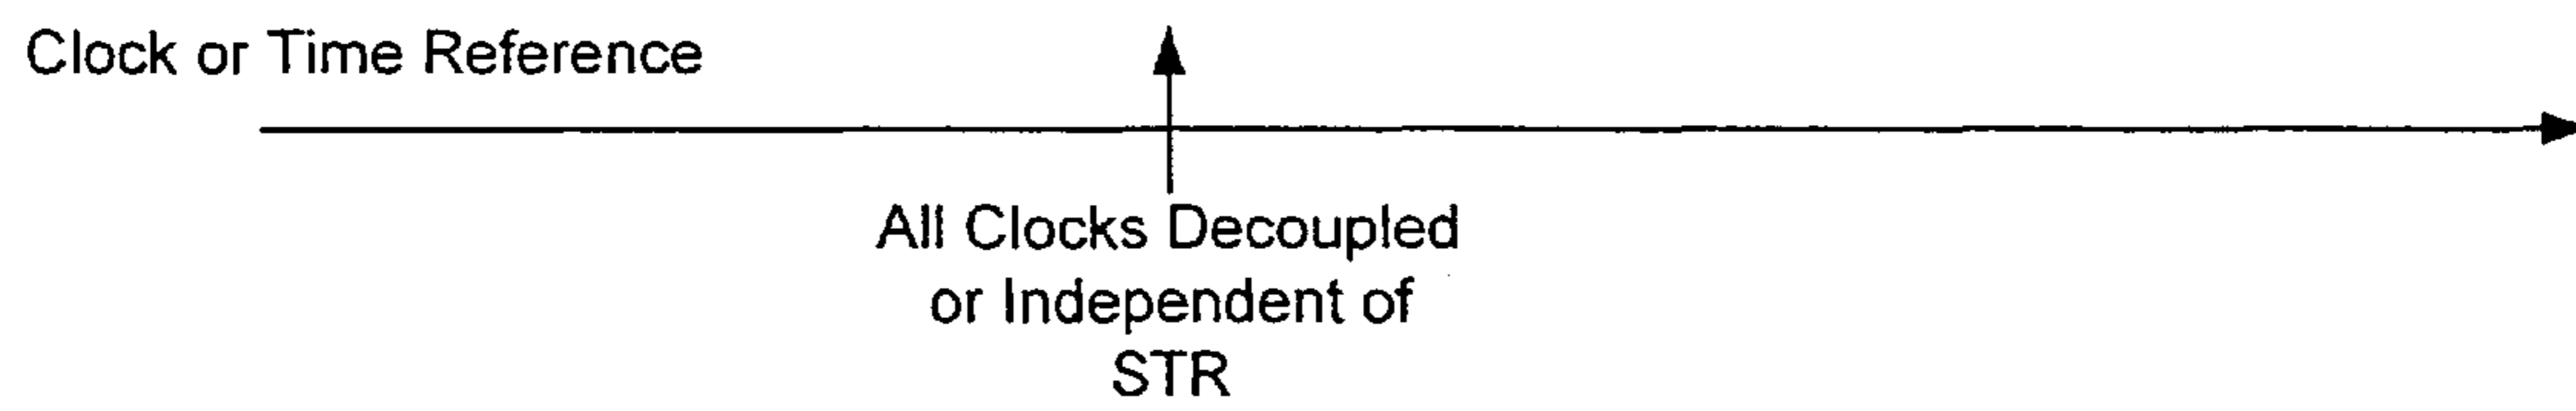 Clock or Time Reference
All Clocks Decoupled
or Independent of
STR